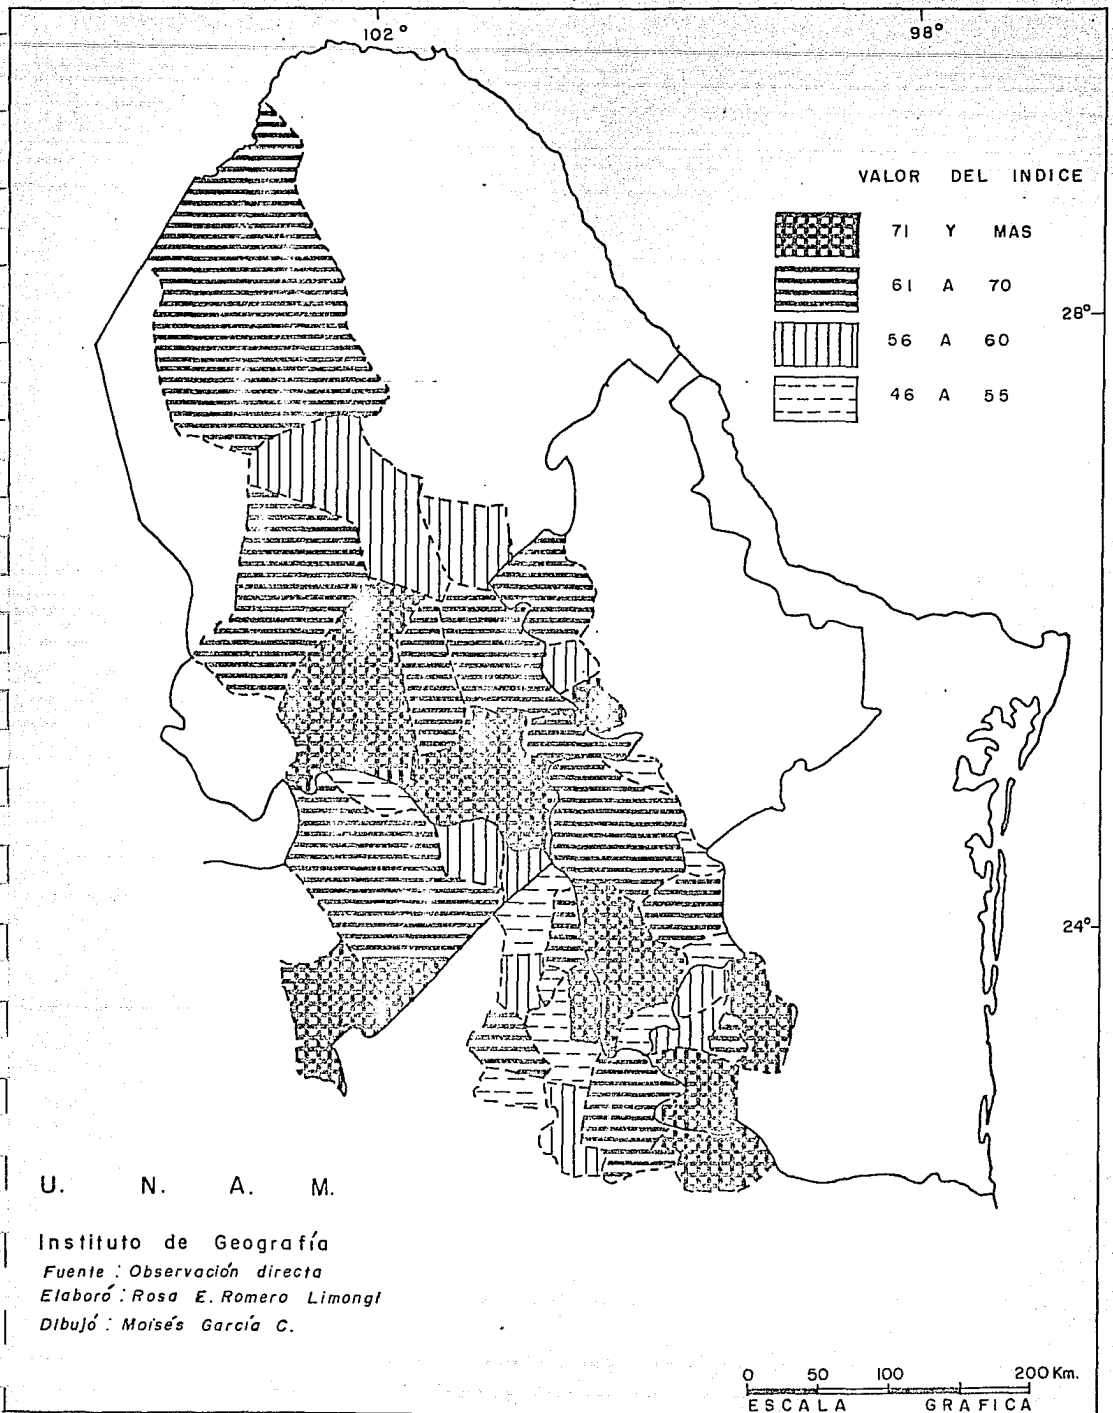 102°
98°
VALOR DEL INDICE
71 Y MAS
61 A 70
28°
56 A 60
46 A 55
24°
U. N. A. M.
Instituto de Geografía
Fuente : Observación directa
Elaboró : Rosa E. Romero Limongi
Dibujó : Moisés García C.
0 50 100 200 Km.
ESCALA GRAFICA